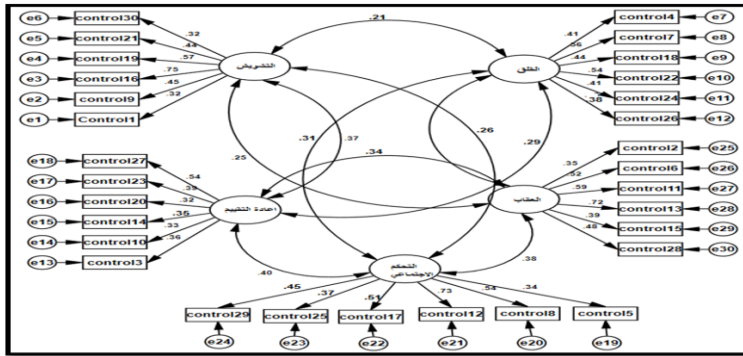 e6 control30
e5 control21
e4 control19
e3 control16
e2 control9
e1 Control1
.32
.44
.57
.75
.45
.32
التشويش
.21
القلق
.41
.56
.44
.54
.41
.38
control4 e7
control7 e8
control18 e9
control22 e10
control24 e11
control26 e12
.31
.37
.26
.25
.34
.29
e18 control27
e17 control23
e16 control20
e15 control14
e14 control10
e13 control3
.54
.39
.32
.35
.33
.36
اعادة التقييم
العقاب
.35
.52
.59
.72
.39
.48
control2 e25
control6 e26
control11 e27
control13 e28
control15 e29
control28 e30
.40
التحكم
الاجتماعي
.38
.45
.37
.51
.73
.54
.34
control29 control25 control17 control12 control8 control5
e24 e23 e22 e21 e20 e19